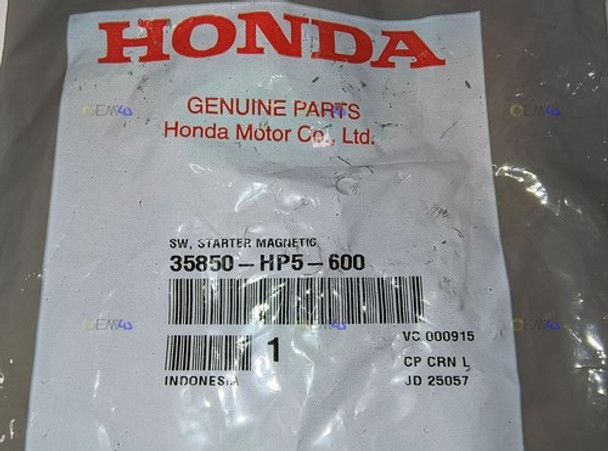 HONDA
GENUINE PARTS
Honda Motor Co., Ltd.
SW, STARTER MAGNETIC
35850-HP5-600
1
VC 000915
CP CRN L
INDONESIA
JD 25057